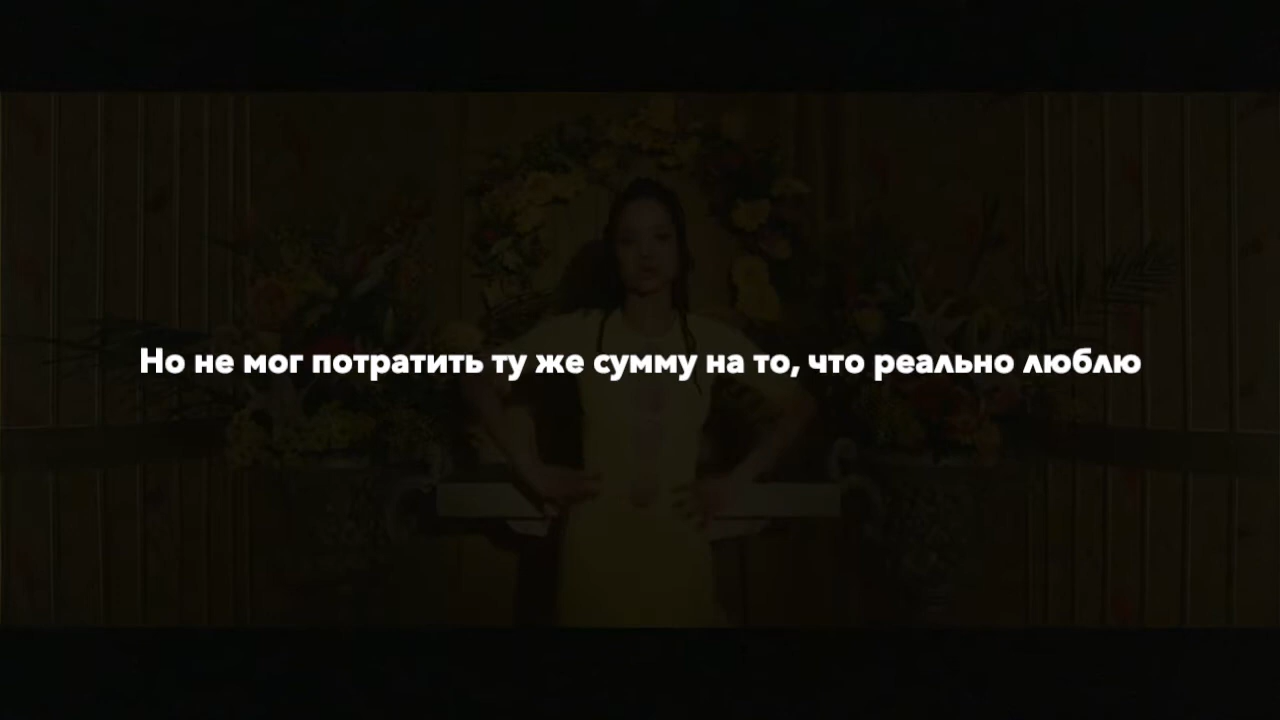 Но не мог потратить ту же сумму на то, что реально люблю